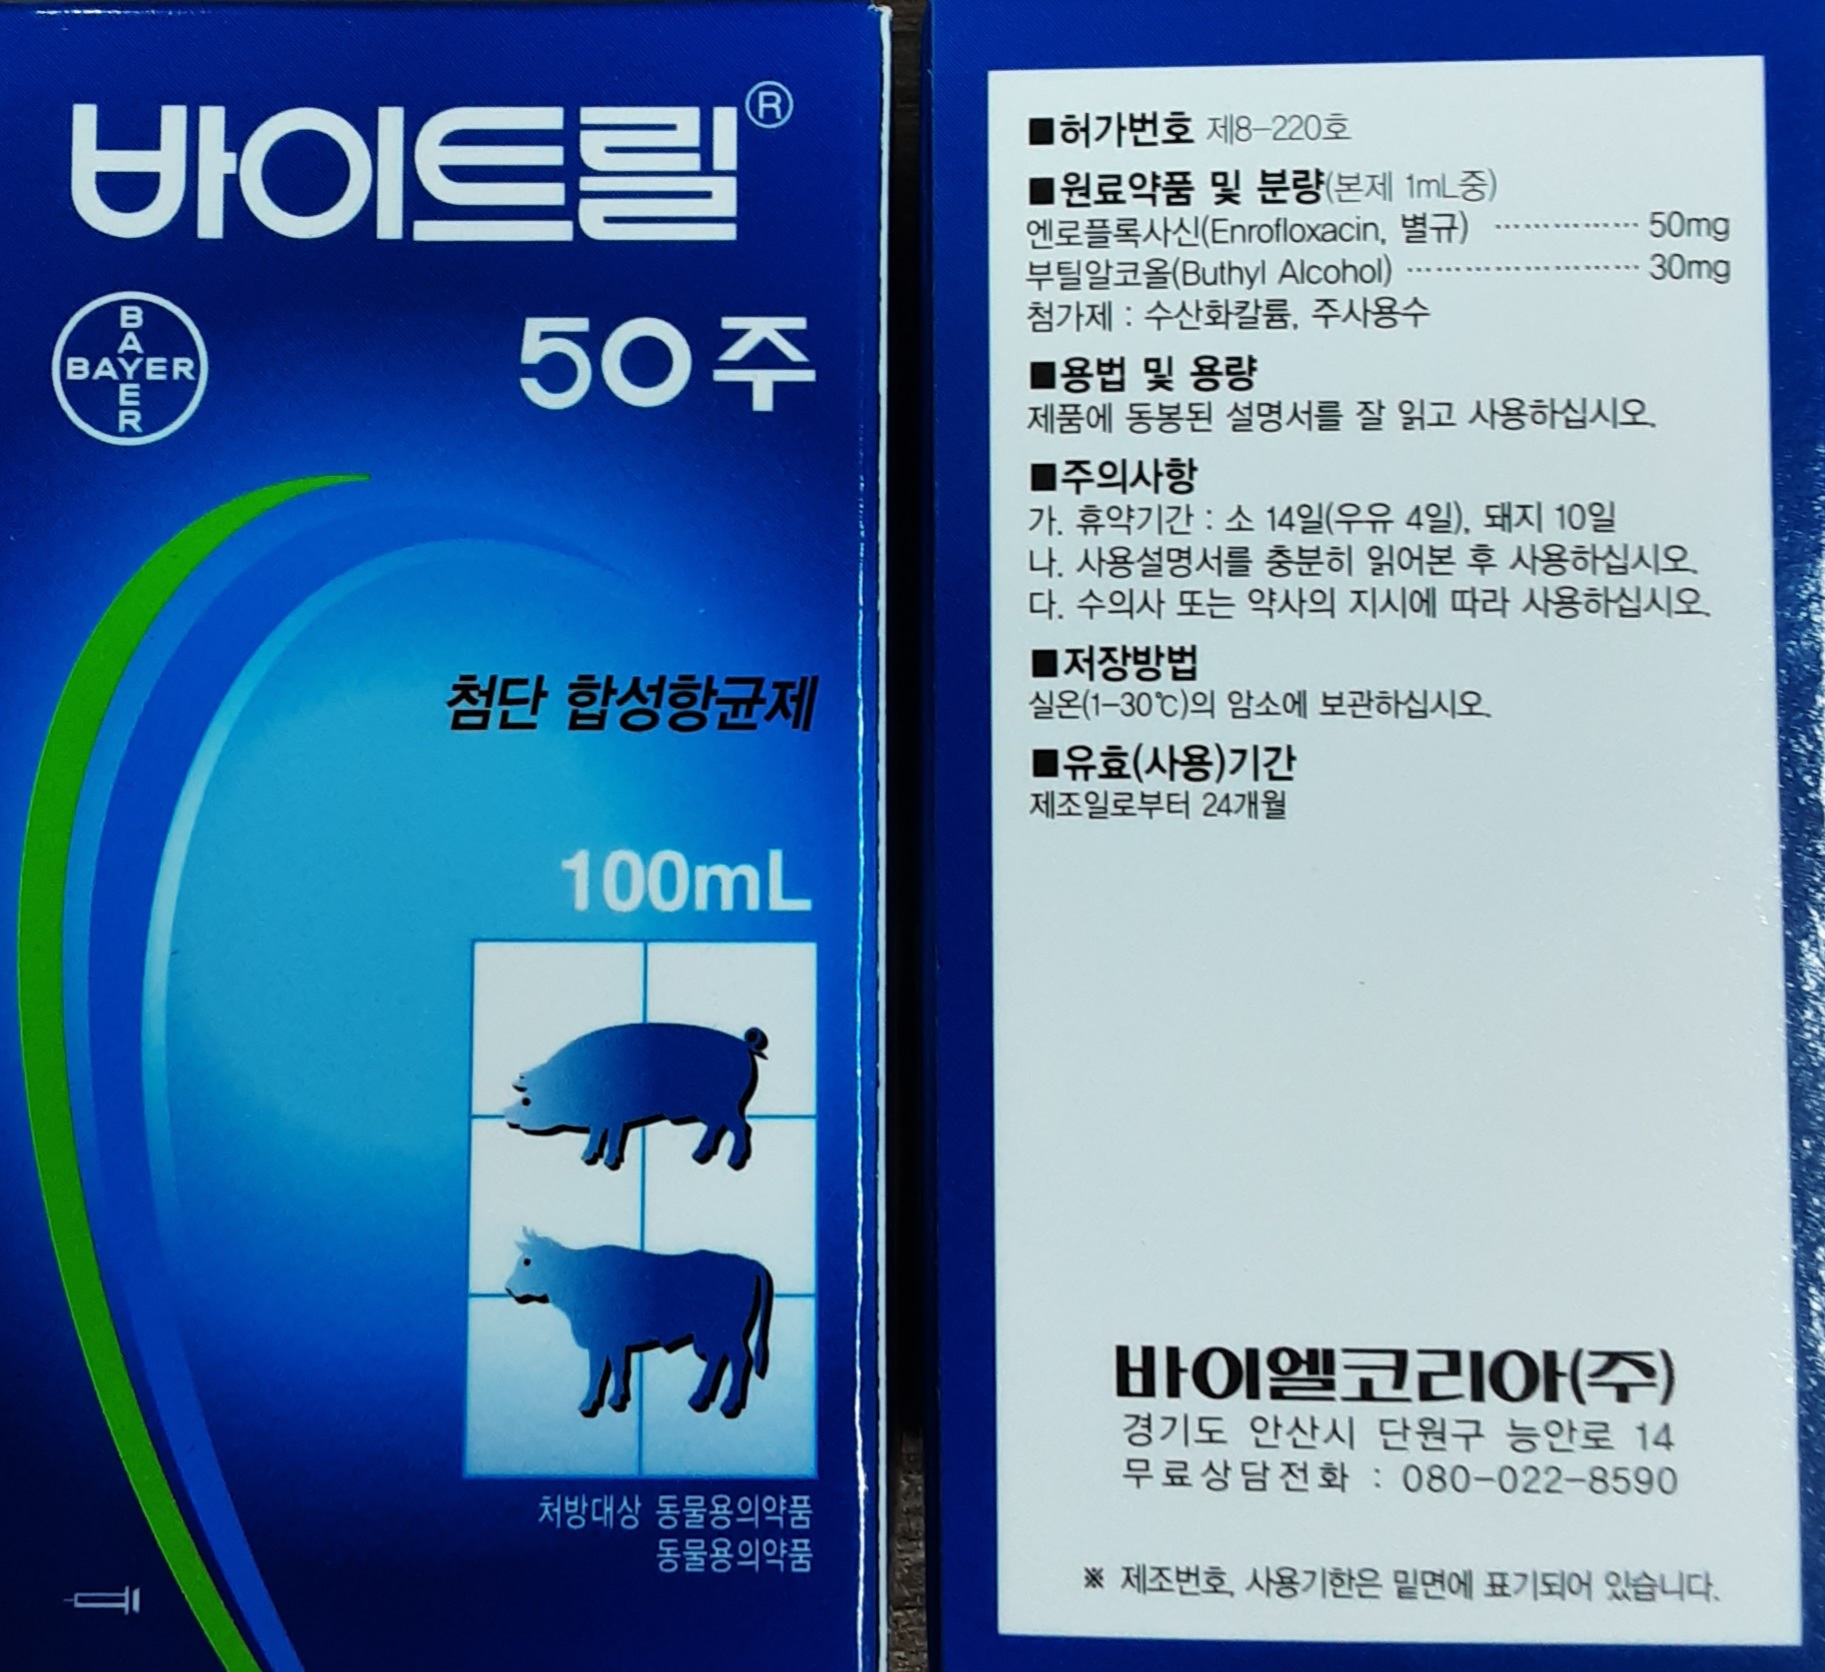 바이트릴®
BAYER
BAYER
50주
첨단 합성항균제
100mL
처방대상 동물용의약품
동물용의약품
■허가번호 제8-220호
■원료약품 및 분량(본제 1mL중)
엔로플록사신(Enrofloxacin, 별규) ················ 50mg
부틸알코올(Buthyl Alcohol) ························ 30mg
첨가제 : 수산화칼륨, 주사용수
■용법 및 용량
제품에 동봉된 설명서를 잘 읽고 사용하십시오.
■주의사항
가. 휴약기간 : 소 14일(우유 4일), 돼지 10일
나. 사용설명서를 충분히 읽어본 후 사용하십시오.
다. 수의사 또는 약사의 지시에 따라 사용하십시오.
■저장방법
실온(1-30℃)의 암소에 보관하십시오.
■유효(사용)기간
제조일로부터 24개월
바이엘코리아(주)
경기도 안산시 단원구 능안로 14
무료상담전화 : 080-022-8590
※ 제조번호, 사용기한은 밑면에 표기되어 있습니다.